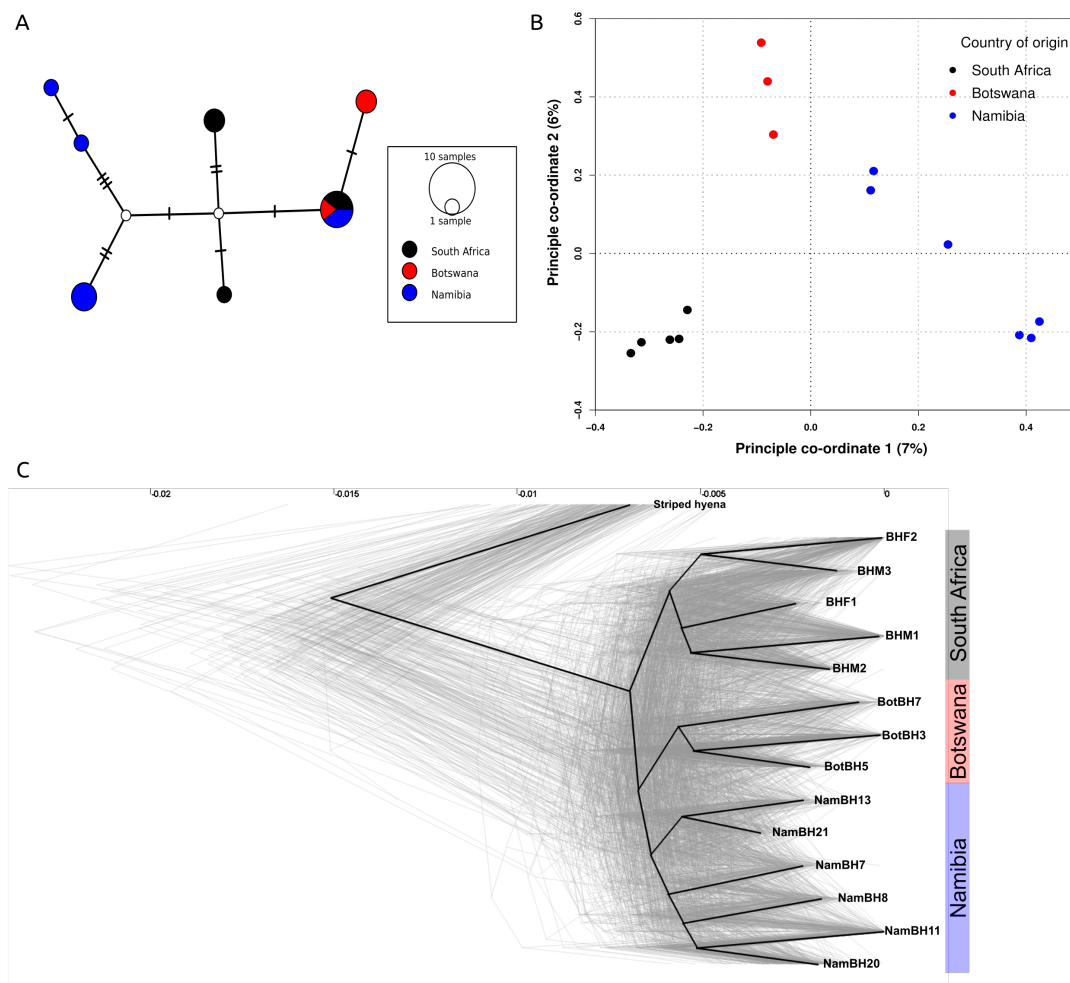 A
10 samples
1 sample
South Africa
Botswana
Namibia
B
Principle co-ordinate 2 (6%)
0.6
0.4
0.2
0.0
−0.2
−0.4
Country of origin
South Africa
Botswana
Namibia
−0.4
−0.2
0.0
0.2
0.4
Principle co-ordinate 1 (7%)
C
-0.02
-0.015
-0.01
-0.005
0
Striped hyena
BHF2
BHM3
BHF1
BHM1
BHM2
BotBH7
BotBH3
BotBH5
NamBH13
NamBH21
NamBH7
NamBH8
NamBH11
NamBH20
South Africa
Botswana
Namibia